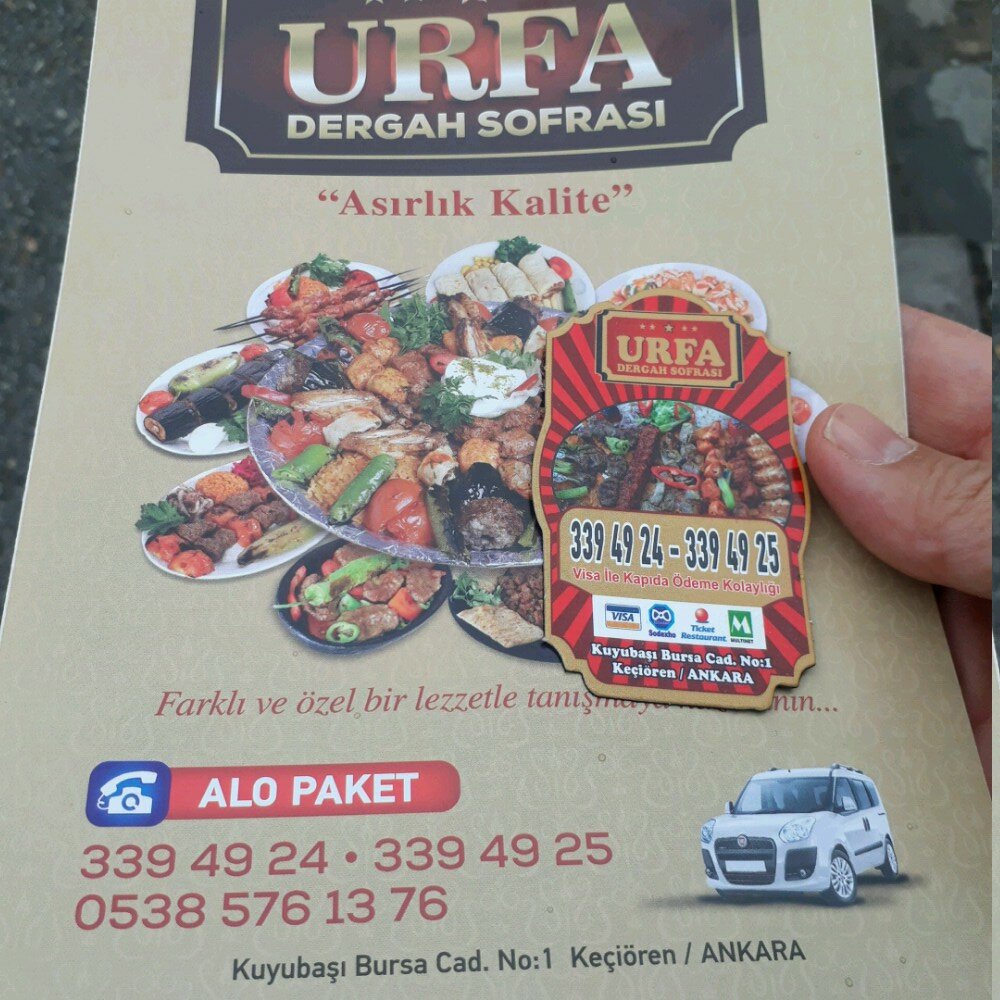 URFA
DERGAH SOFRASI
“Asırlık Kalite”
URFA
DERGAH SOFRASI
339 49 24 - 339 49 25
Visa İle Kapıda Ödeme Kolaylığı
VISA
Sodexho
Ticket
Restaurant
MULTINET
Kuyubaşı Bursa Cad. No:1
Keçiören / ANKARA
Farklı ve özel bir lezzetle
ALO PAKET
339 49 24 • 339 49 25
0538 576 13 76
Kuyubaşı Bursa Cad. No:1 Keçiören / ANKARA